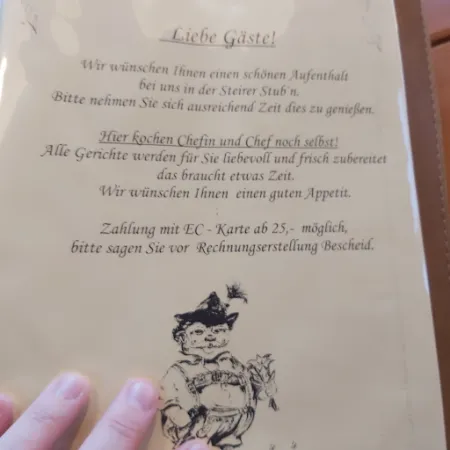 Liebe Gäste!
Wir wünschen Ihnen einen schönen Aufenthalt
bei uns in der Steirer Stub'n.
Bitte nehmen Sie sich ausreichend Zeit dies zu genießen.
Hier kochen Chefin und Chef noch selbst!
Alle Gerichte werden für Sie liebevoll und frisch zubereitet
das braucht etwas Zeit.
Wir wünschen Ihnen einen guten Appetit.
Zahlung mit EC - Karte ab 25,- möglich,
bitte sagen Sie vor Rechnungserstellung Bescheid.